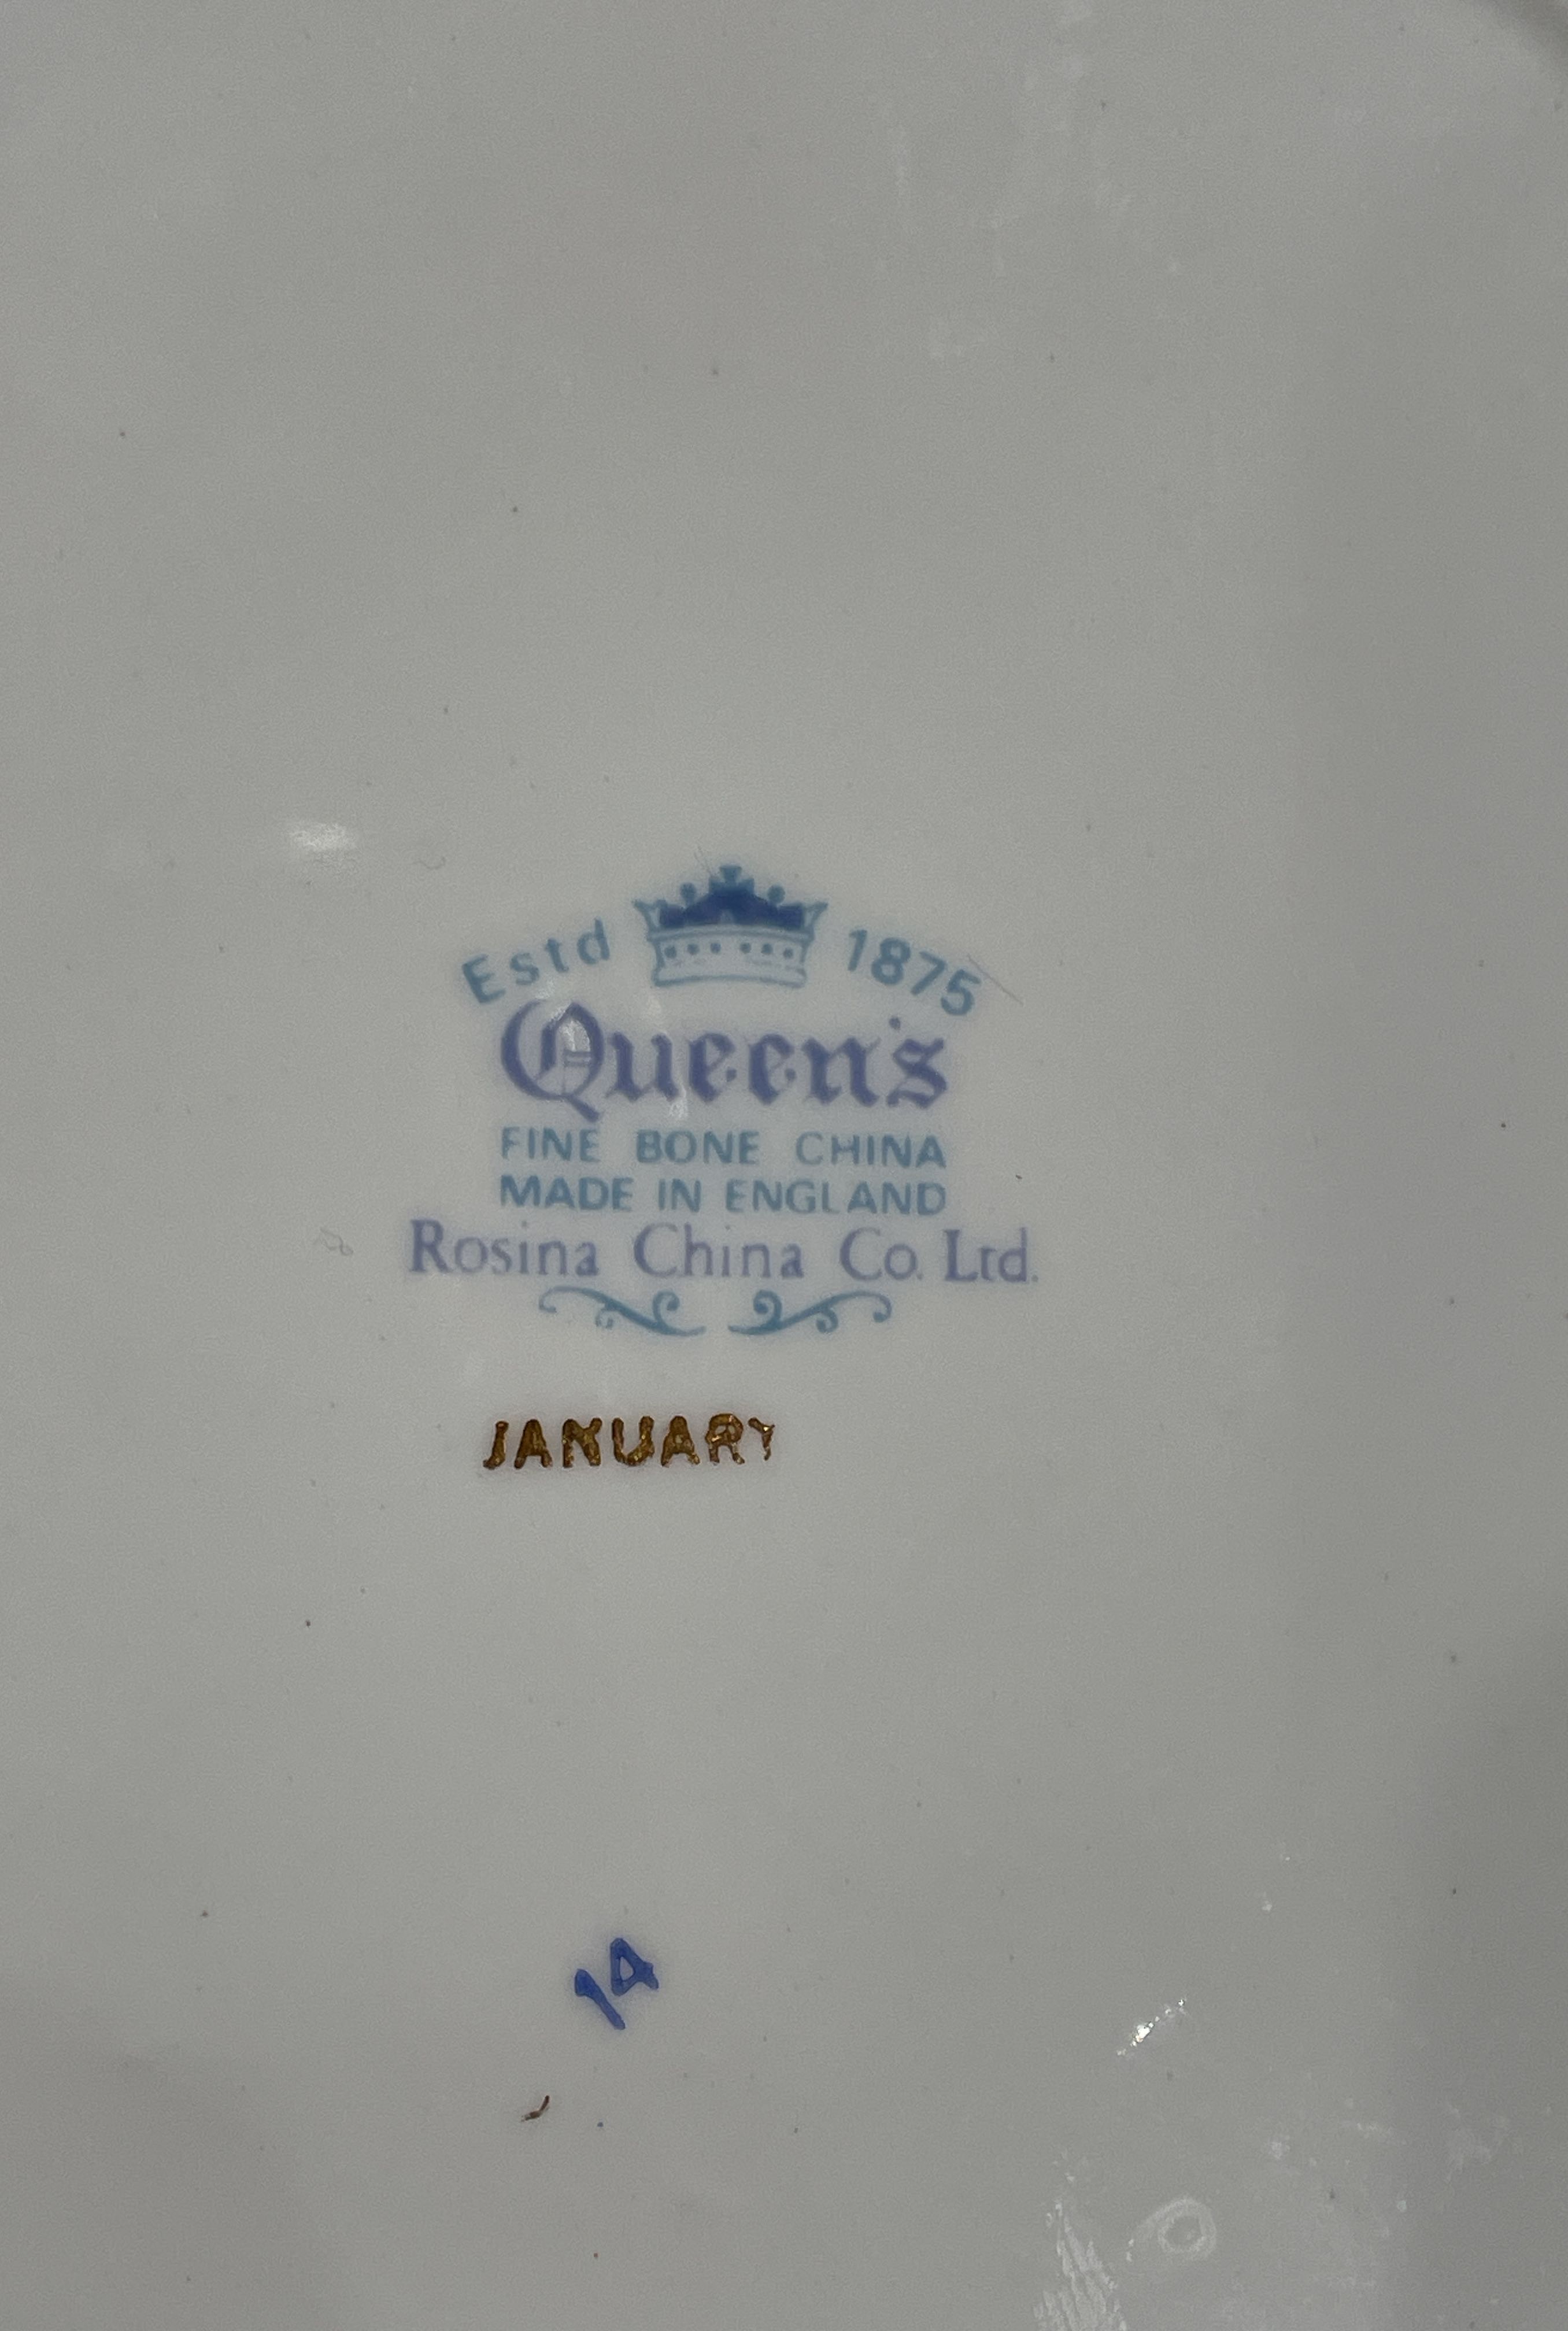 Estd 1875
Queen's
FINE BONE CHINA
MADE IN ENGLAND
Rosina China Co. Ltd.
JANUARY
14